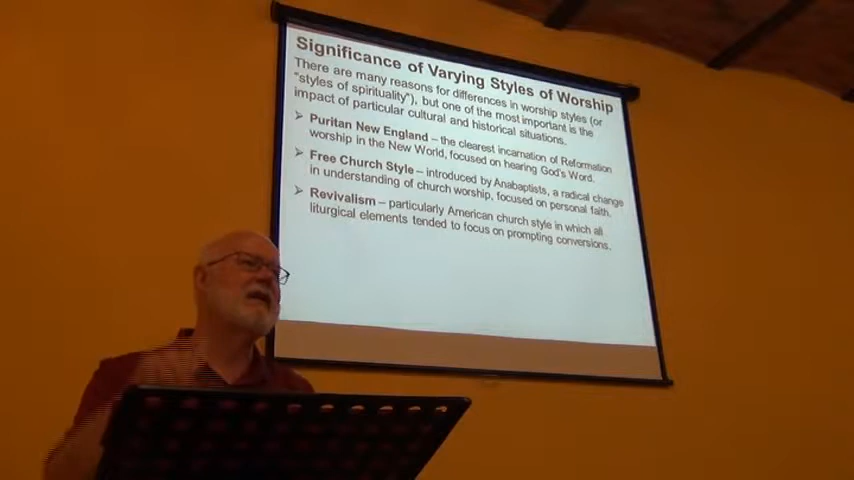 Significance of Varying Styles of Worship
There are many reasons for differences in worship styles (or
"styles of spirituality"), but one of the most important is the
impact of particular cultural and historical situations.
➢ Puritan New England – the clearest incarnation of Reformation
worship in the New World, focused on hearing God's Word.
➢ Free Church Style – introduced by Anabaptists, a radical change
in understanding of church worship, focused on personal faith.
➢ Revivalism – particularly American church style in which all
liturgical elements tended to focus on prompting conversions.